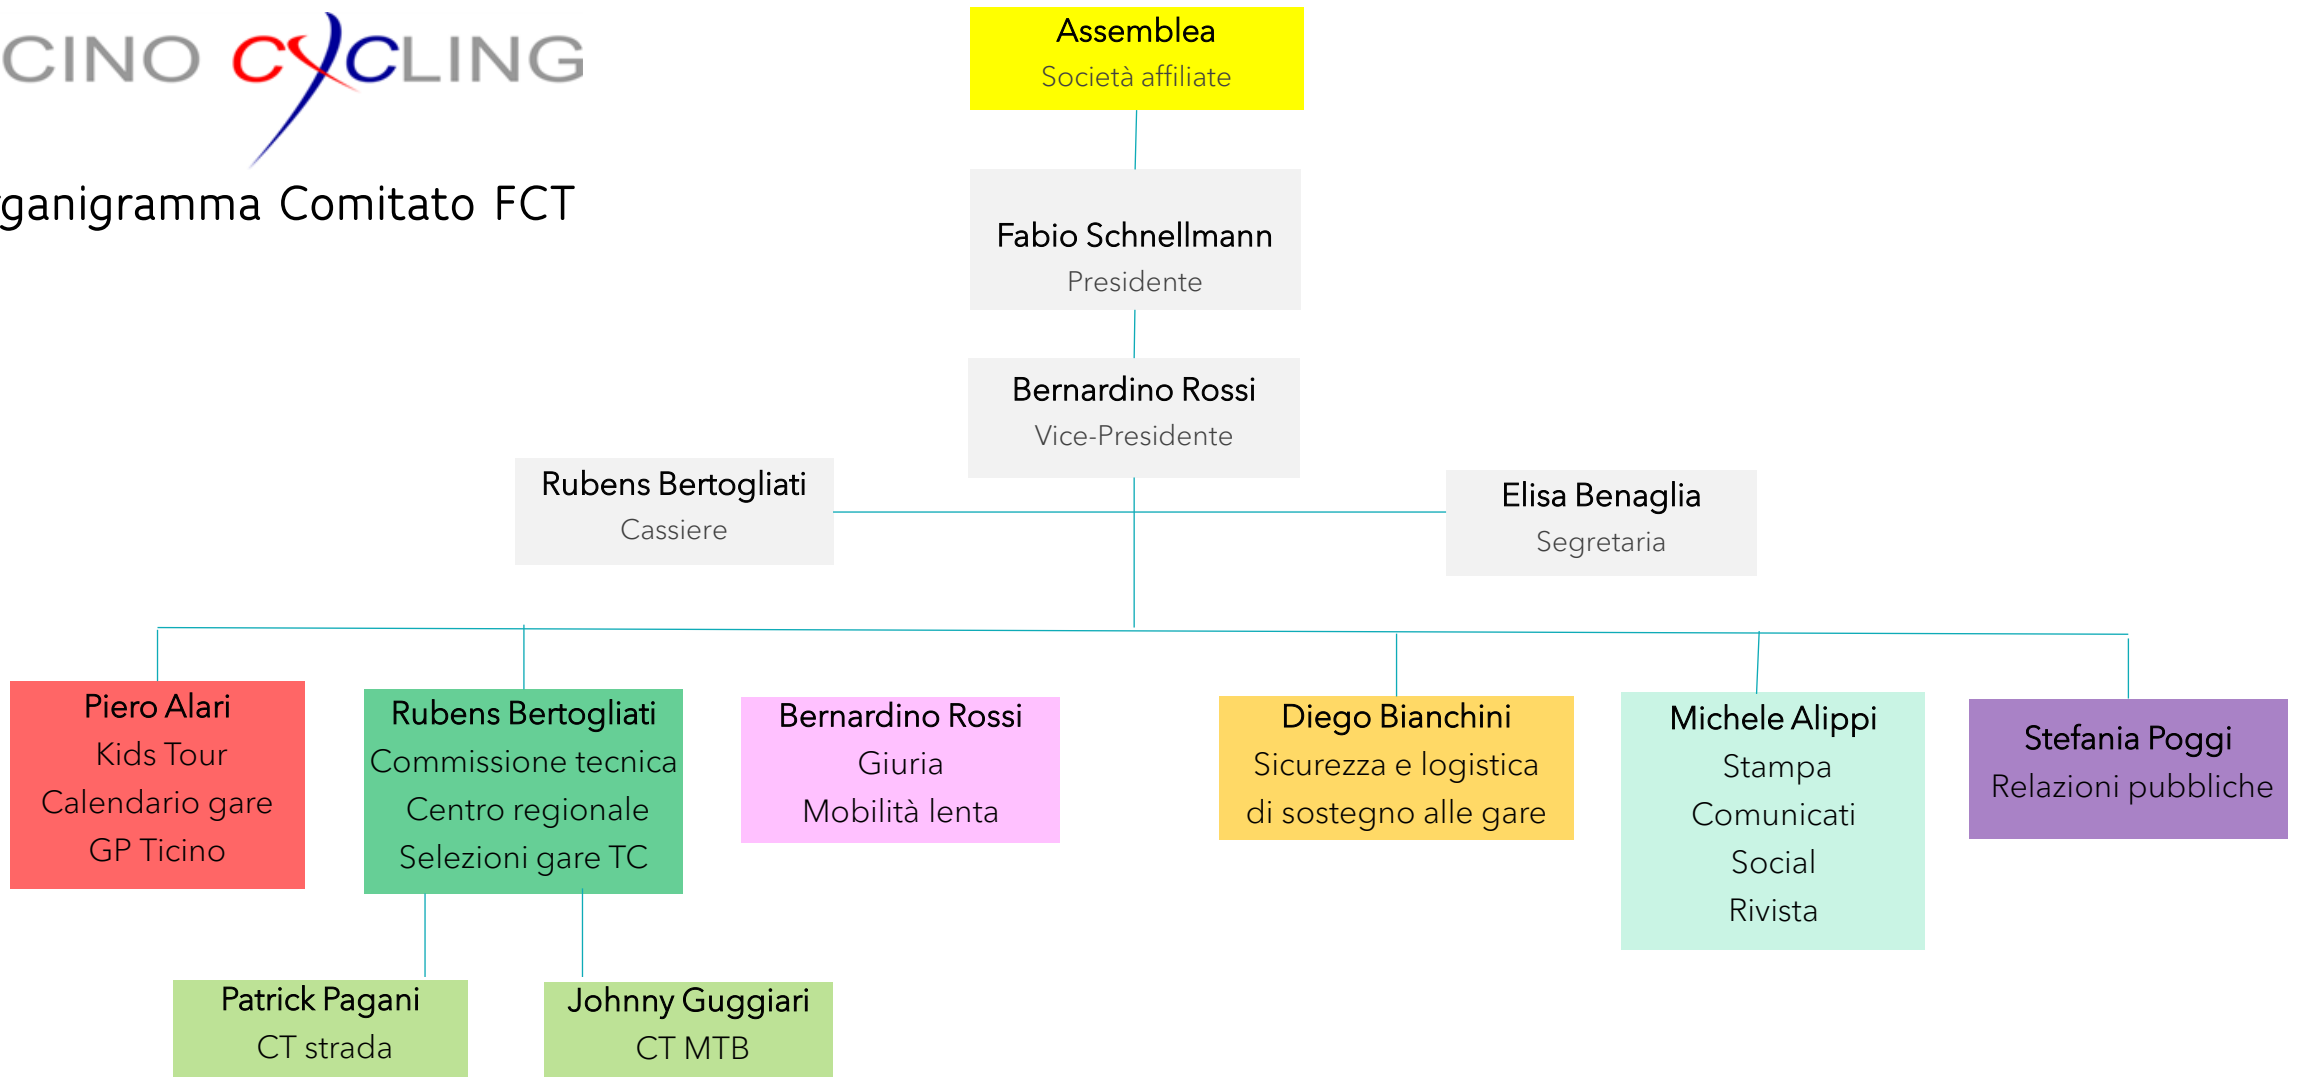 CINO CYCLING
rganigramma Comitato FCT
Assemblea
Società affiliate
Fabio Schnellmann
Presidente
Bernardino Rossi
Vice-Presidente
Rubens Bertogliati
Cassiere
Elisa Benaglia
Segretaria
Piero Alari
Kids Tour
Calendario gare
GP Ticino
Rubens Bertogliati
Commissione tecnica
Centro regionale
Selezioni gare TC
Bernardino Rossi
Giuria
Mobilità lenta
Diego Bianchini
Sicurezza e logistica
di sostegno alle gare
Michele Alippi
Stampa
Comunicati
Social
Rivista
Stefania Poggi
Relazioni pubbliche
Patrick Pagani
CT strada
Johnny Guggiari
CT MTB